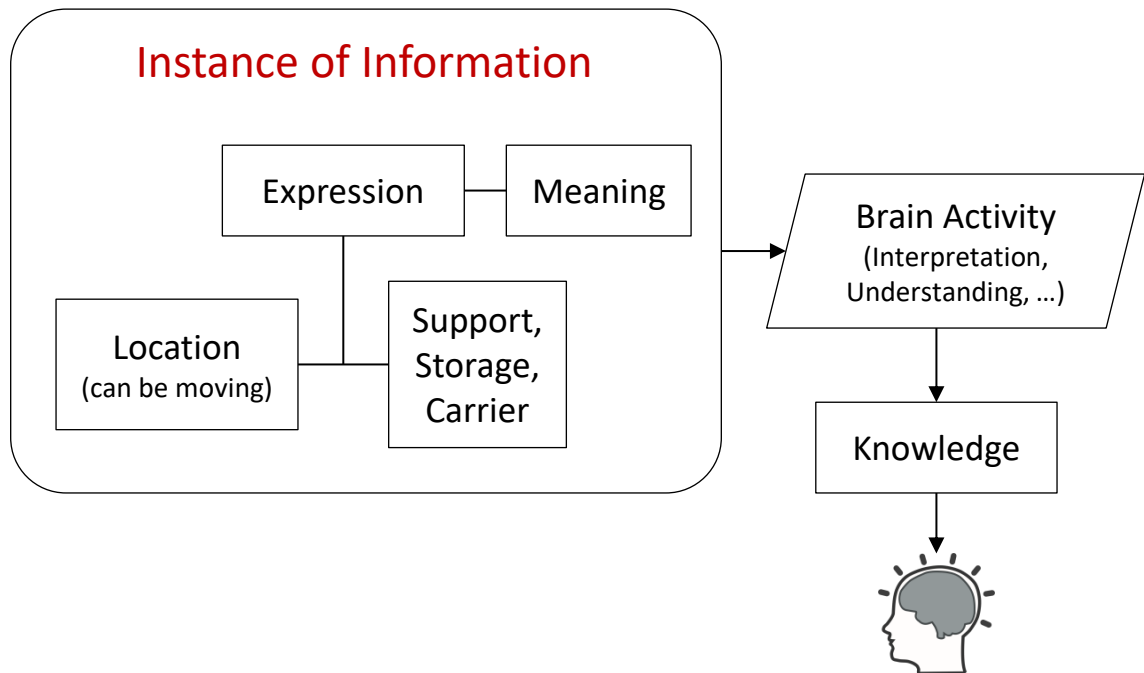 Instance of Information
Expression
Meaning
Location
(can be moving)
Support,
Storage,
Carrier
Brain Activity
(Interpretation,
Understanding, …)
Knowledge